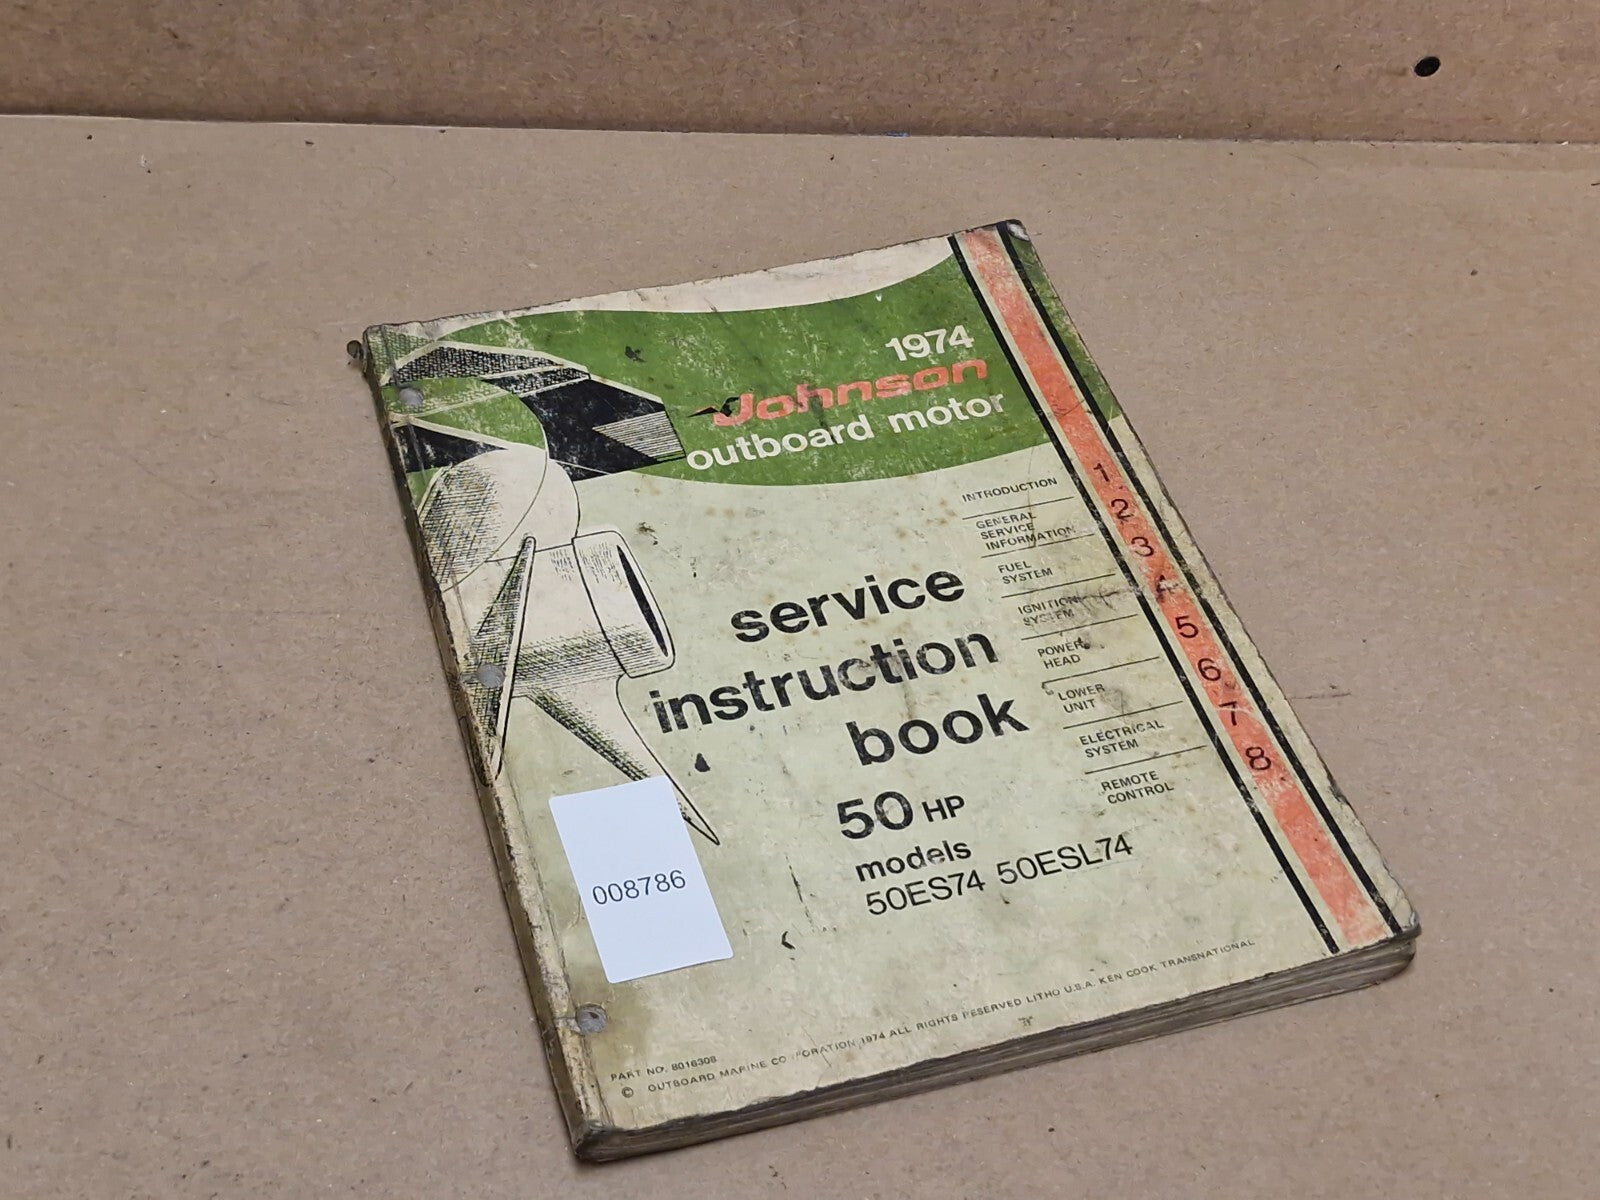 1974
Johnson
outboard motor
service
instruction
book
50 HP
models
50ES74 50ESL74
INTRODUCTION
1
GENERAL
SERVICE
INFORMATION
2
FUEL
SYSTEM
3
IGNITION
SYSTEM
4
POWER
HEAD
5
LOWER
UNIT
6
ELECTRICAL
SYSTEM
7
REMOTE
CONTROL
8
008786
PART NO. 8016308
© OUTBOARD MARINE CORPORATION 1974 ALL RIGHTS RESERVED LITHO U.S.A. KEN COOK TRANSNATIONAL